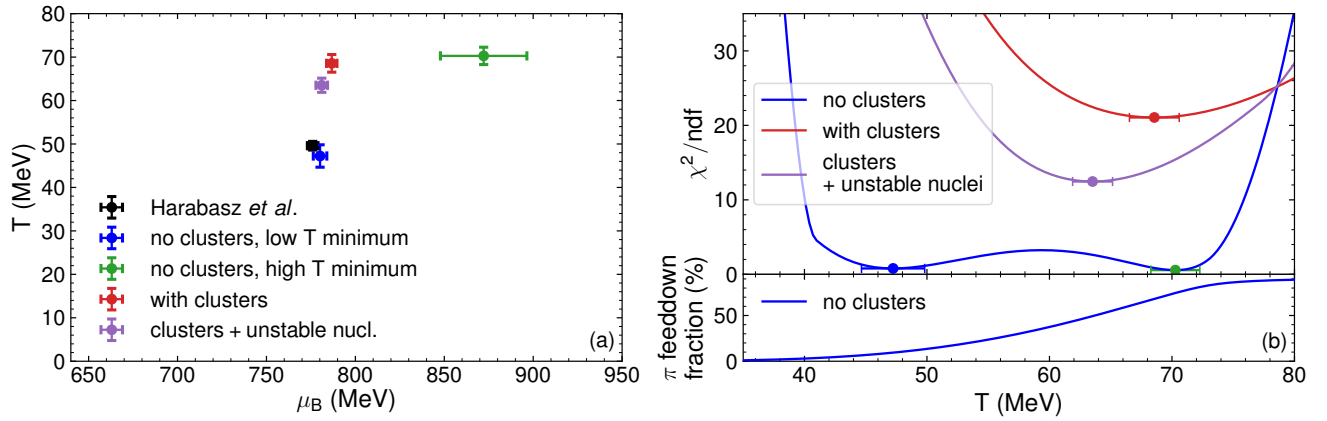 80
70
60
50
40
30
20
10
0
T (MeV)
Harabasz et al.
no clusters, low T minimum
no clusters, high T minimum
with clusters
clusters + unstable nucl.
(a)
650 700 750 800 850 900 950
μB (MeV)
30
20
10
0
χ²/ndf
no clusters
with clusters
clusters
+ unstable nuclei
50
0
π feeddown
fraction (%)
no clusters
(b)
40 50 60 70 80
T (MeV)